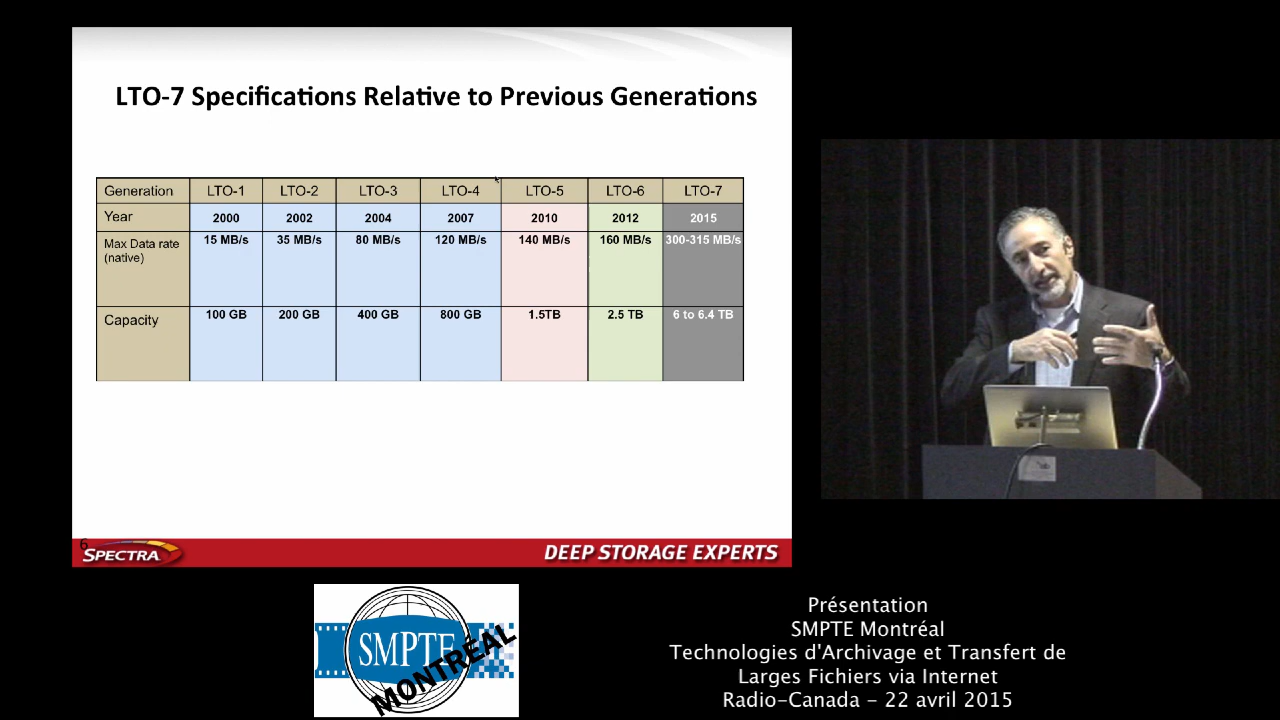 LTO-7 Specifications Relative to Previous Generations
Generation LTO-1 LTO-2 LTO-3 LTO-4 LTO-5 LTO-6 LTO-7
Year 2000 2002 2004 2007 2010 2012 2015
Max Data rate 15 MB/s 35 MB/s 80 MB/s 120 MB/s 140 MB/s 160 MB/s 300-315 MB/s
(native)
Capacity 100 GB 200 GB 400 GB 800 GB 1.5TB 2.5 TB 6 to 6.4 TB
6
SPECTRA DEEP STORAGE EXPERTS
SMPTE
MONTRÉAL
Présentation
SMPTE Montréal
Technologies d'Archivage et Transfert de
Larges Fichiers via Internet
Radio-Canada - 22 avril 2015